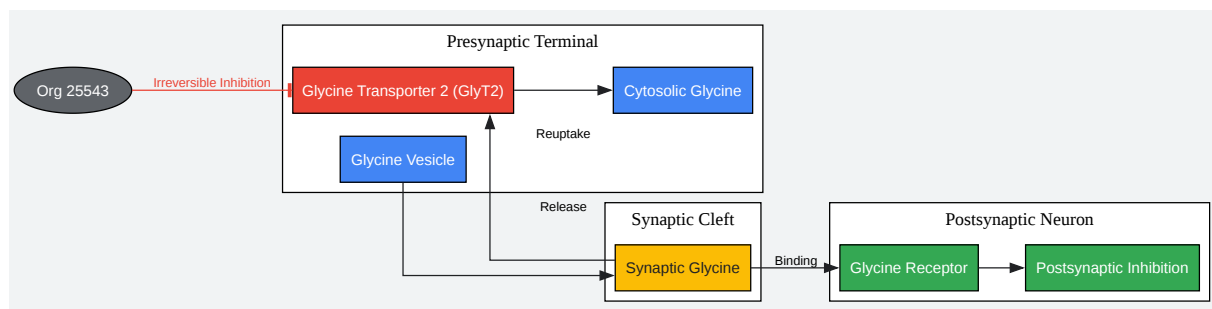 Presynaptic Terminal
Org 25543
Irreversible Inhibition
Glycine Transporter 2 (GlyT2)
Cytosolic Glycine
Reuptake
Glycine Vesicle
Release
Synaptic Cleft
Postsynaptic Neuron
Synaptic Glycine
Binding
Glycine Receptor
Postsynaptic Inhibition